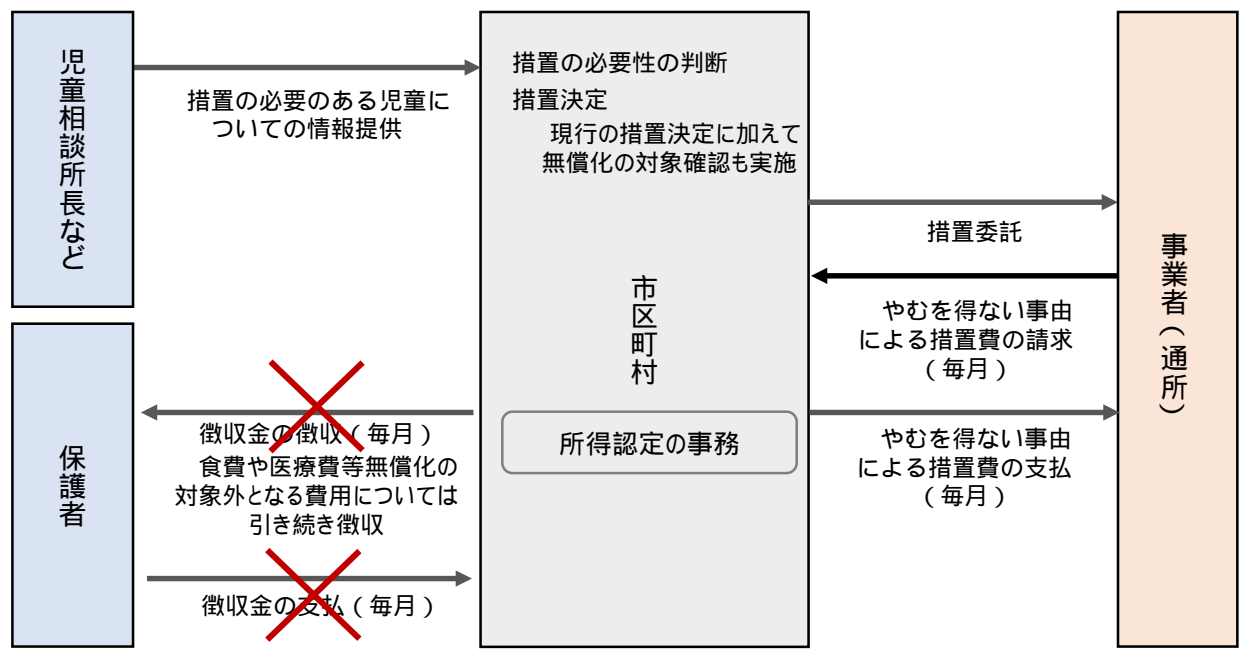 児童相談所長など
措置の必要のある児童に
ついての情報提供
措置の必要性の判断
措置決定
現行の措置決定に加えて
無償化の対象確認も実施
市区町村
所得認定の事務
措置委託
やむを得ない事由
による措置費の請求
(毎月)
やむを得ない事由
による措置費の支払
(毎月)
事業者(通所)
保護者
徴収金の徴収(毎月)
食費や医療費等無償化の
対象外となる費用については
引き続き徴収
徴収金の支払(毎月)